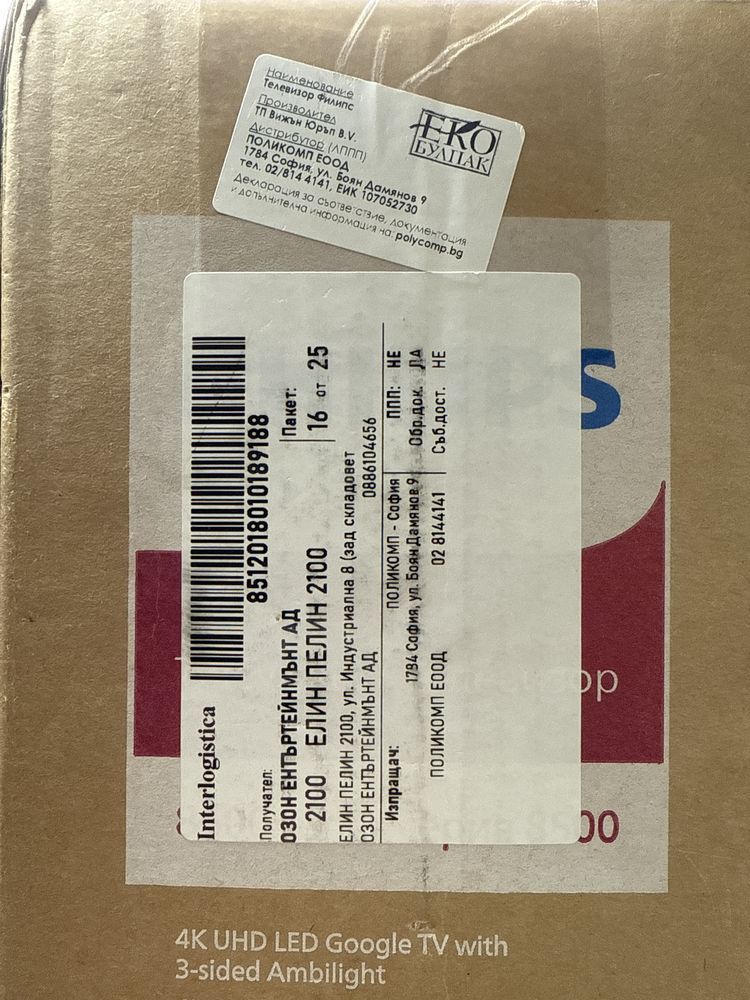 Наименование
Телевизор Филипс
Производител
ТП Вижън Юръп B.V.
Дистрибутор (ЛППП)
ПОЛИКОМП ЕООД
1784 София, ул. Боян Дамянов 9
тел. 02/814 4141, ЕИК 107052730
Декларация за съответствие, документация
и допълнителна информация на: polycomp.bg
ЕКО
БУЛПАК
Interlogistica
8512018010189188
Получател:
ОЗОН ЕНТЪРТЕЙНМЪНТ АД
Пакет:
2100 ЕЛИН ПЕЛИН 2100
16 от 25
ЕЛИН ПЕЛИН 2100, ул. Индустриална 8 (зад складовет
ОЗОН ЕНТЪРТЕЙНМЪНТ АД 0886104656
Изпращач: ПОЛИКОМП - София ППП: НЕ
1784 София, ул. Боян Дамянов 9 Обр.док. ДА
ПОЛИКОМП ЕООД 02 8144141 Съб.дост. НЕ
4K UHD LED Google TV with
3-sided Ambilight